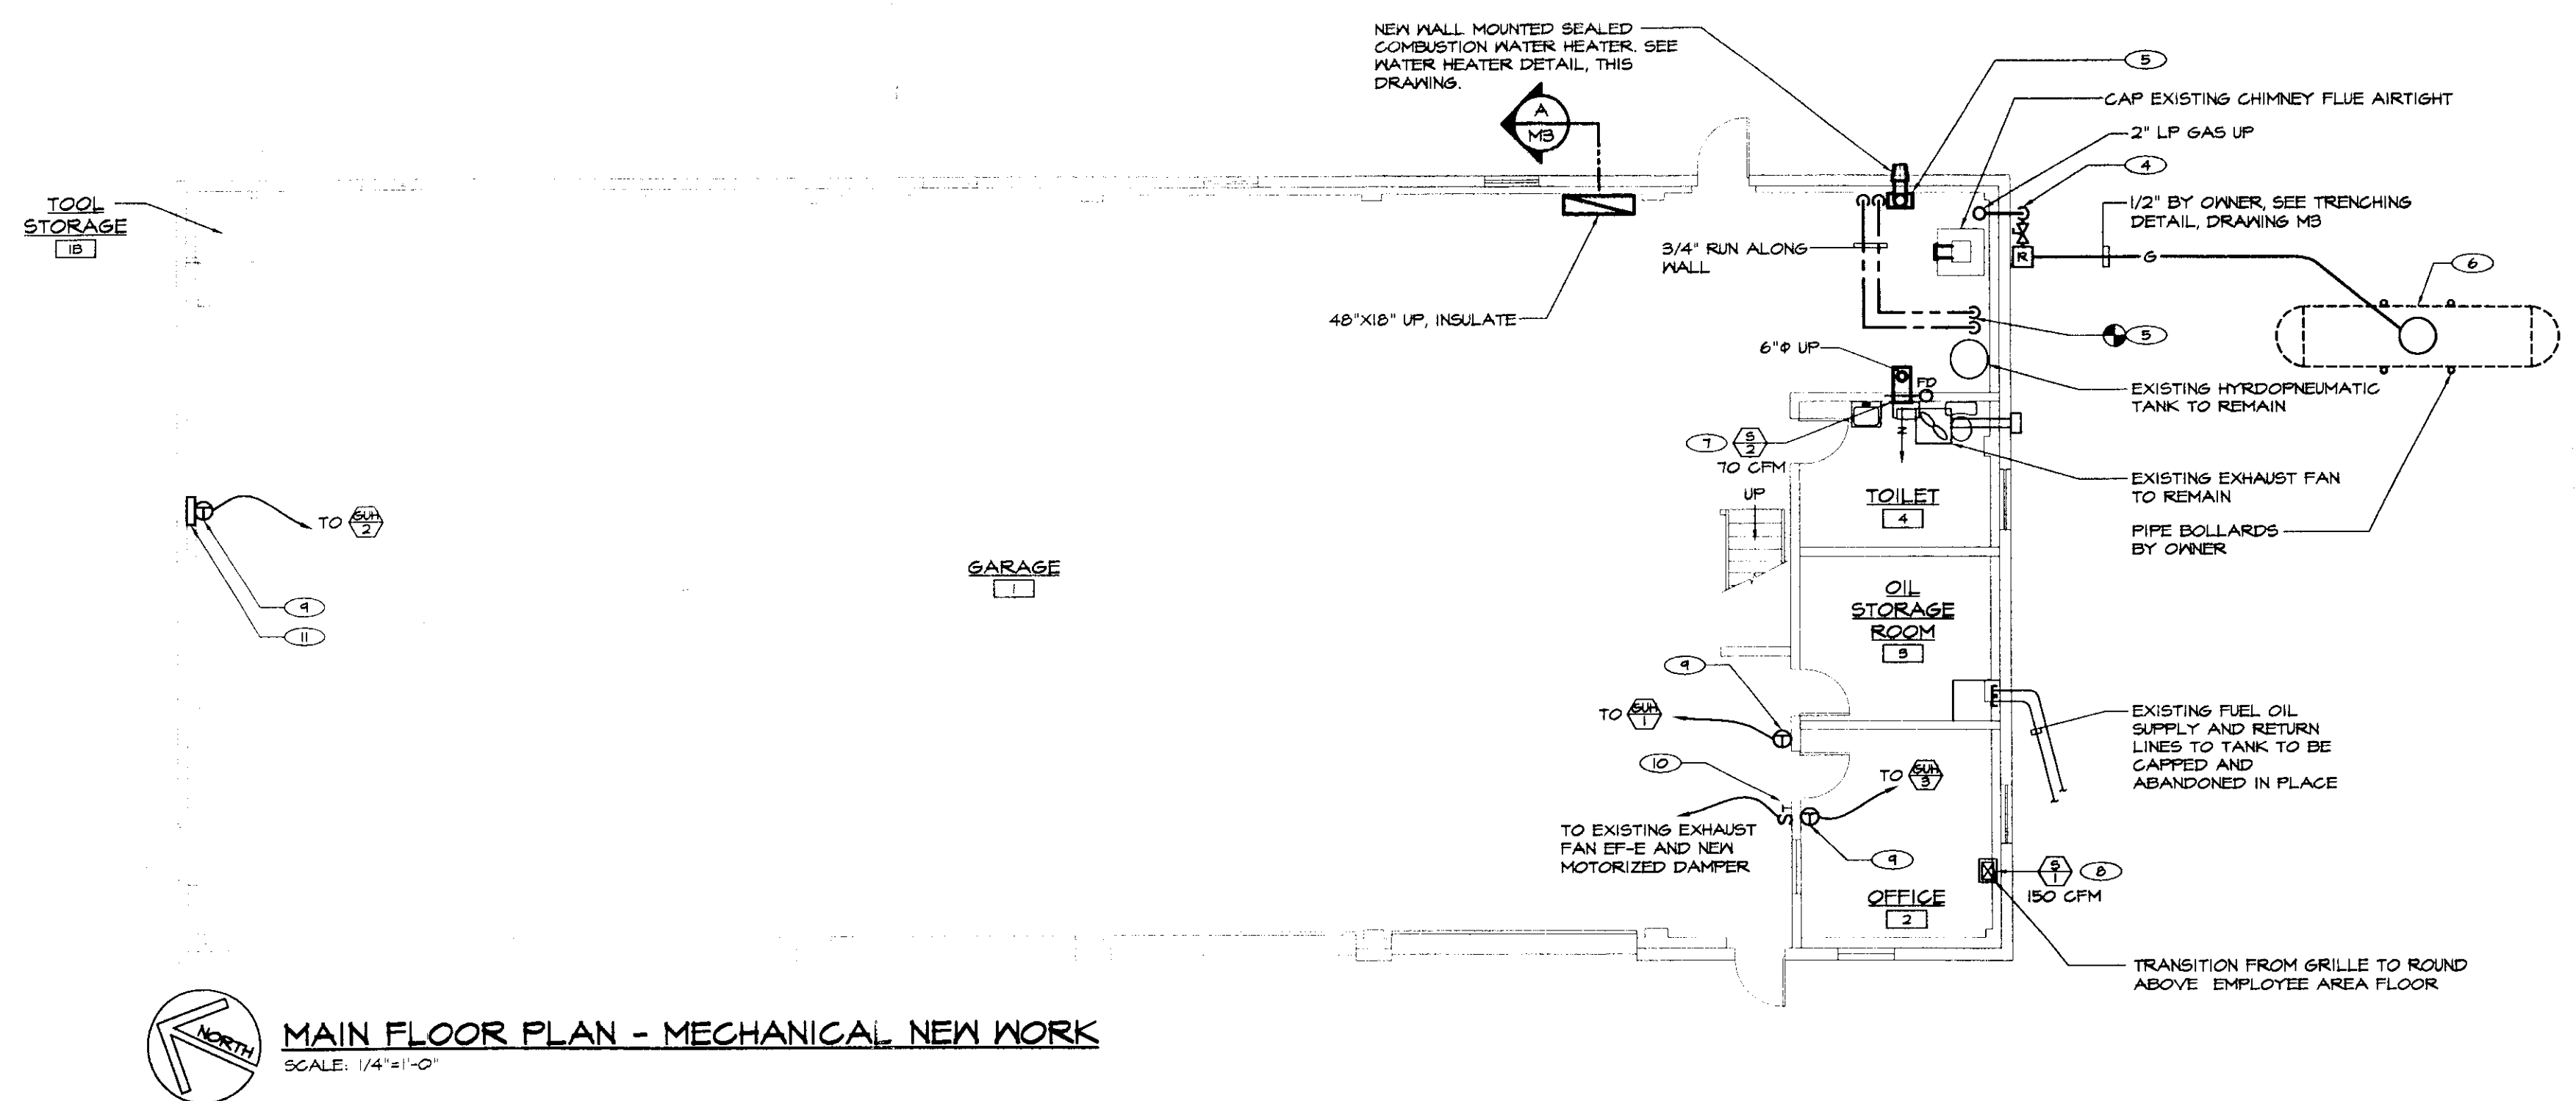 NEW WALL MOUNTED SEALED
COMBUSTION WATER HEATER. SEE
WATER HEATER DETAIL, THIS
DRAWING.
A
M3
5
CAP EXISTING CHIMNEY FLUE AIRTIGHT
2" LP GAS UP
4
1/2" BY OWNER, SEE TRENCHING
DETAIL, DRAWING M3
TOOL
STORAGE
1B
3/4" RUN ALONG
WALL
R
G
6
48"X18" UP, INSULATE
5
6"Φ UP
FD
EXISTING HYRDOPNEUMATIC
TANK TO REMAIN
7
S
2
70 CFM
EXISTING EXHAUST FAN
TO REMAIN
UP
TOILET
4
PIPE BOLLARDS
BY OWNER
T
TO GUH
2
9
11
GARAGE
1
OIL
STORAGE
ROOM
3
9
TO GUH
1
T
EXISTING FUEL OIL
SUPPLY AND RETURN
LINES TO TANK TO BE
CAPPED AND
ABANDONED IN PLACE
10
TO GUH
3
ST
T
TO EXISTING EXHAUST
FAN EF-E AND NEW
MOTORIZED DAMPER
9
S
1
8
150 CFM
OFFICE
2
TRANSITION FROM GRILLE TO ROUND
ABOVE EMPLOYEE AREA FLOOR
NORTH
MAIN FLOOR PLAN - MECHANICAL NEW WORK
SCALE: 1/4"=1'-0"